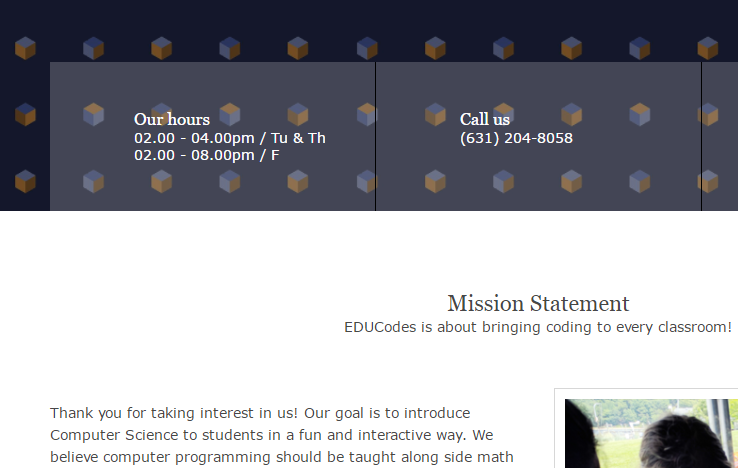 Our hours
02.00 - 04.00pm / Tu & Th
02.00 - 08.00pm / F
Call us
(631) 204-8058
Mission Statement
EDUCodes is about bringing coding to every classroom!
Thank you for taking interest in us! Our goal is to introduce
Computer Science to students in a fun and interactive way. We
believe computer programming should be taught along side math